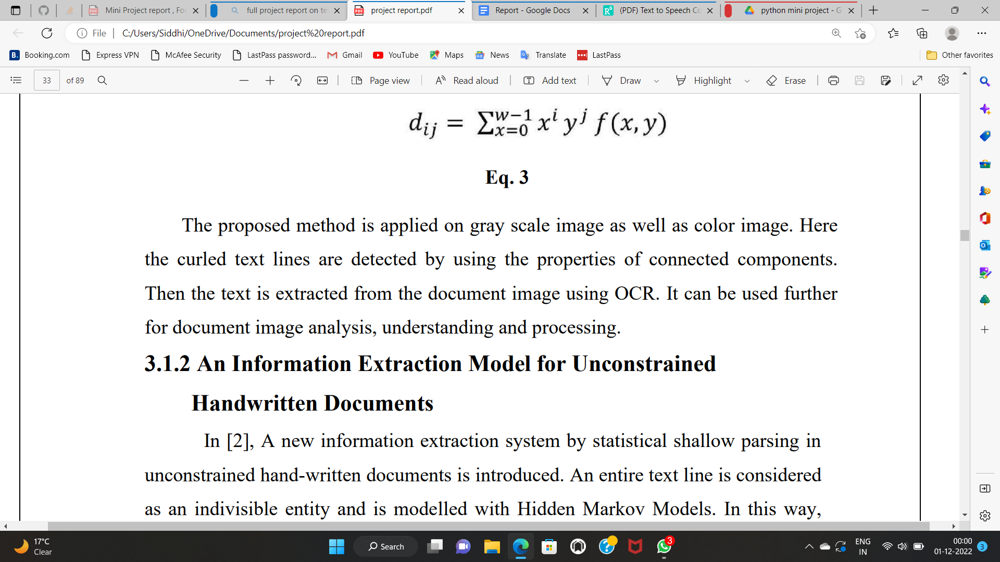 Mini Project report , Fo
full project report on te
project report.pdf
Report - Google Docs
(PDF) Text to Speech Co
python mini project - G
File
C:/Users/Siddhi/OneDrive/Documents/project%20report.pdf
B. Booking.com
Express VPN
McAfee Security
LastPass password...
Gmail
YouTube
Maps
News
Translate
LastPass
Other favorites
33 of 89
Page view
Read aloud
Add text
Draw
Highlight
Erase
d_{ij} = ∑_{x=0}^{w-1} x^i y^j f(x,y)
Eq. 3
The proposed method is applied on gray scale image as well as color image. Here
the curled text lines are detected by using the properties of connected components.
Then the text is extracted from the document image using OCR. It can be used further
for document image analysis, understanding and processing.
3.1.2 An Information Extraction Model for Unconstrained
Handwritten Documents
In [2], A new information extraction system by statistical shallow parsing in
unconstrained hand-written documents is introduced. An entire text line is considered
as an indivisible entity and is modelled with Hidden Markov Models. In this way,
17°C
Clear
Search
3
ENG
IN
00:00
01-12-2022
3